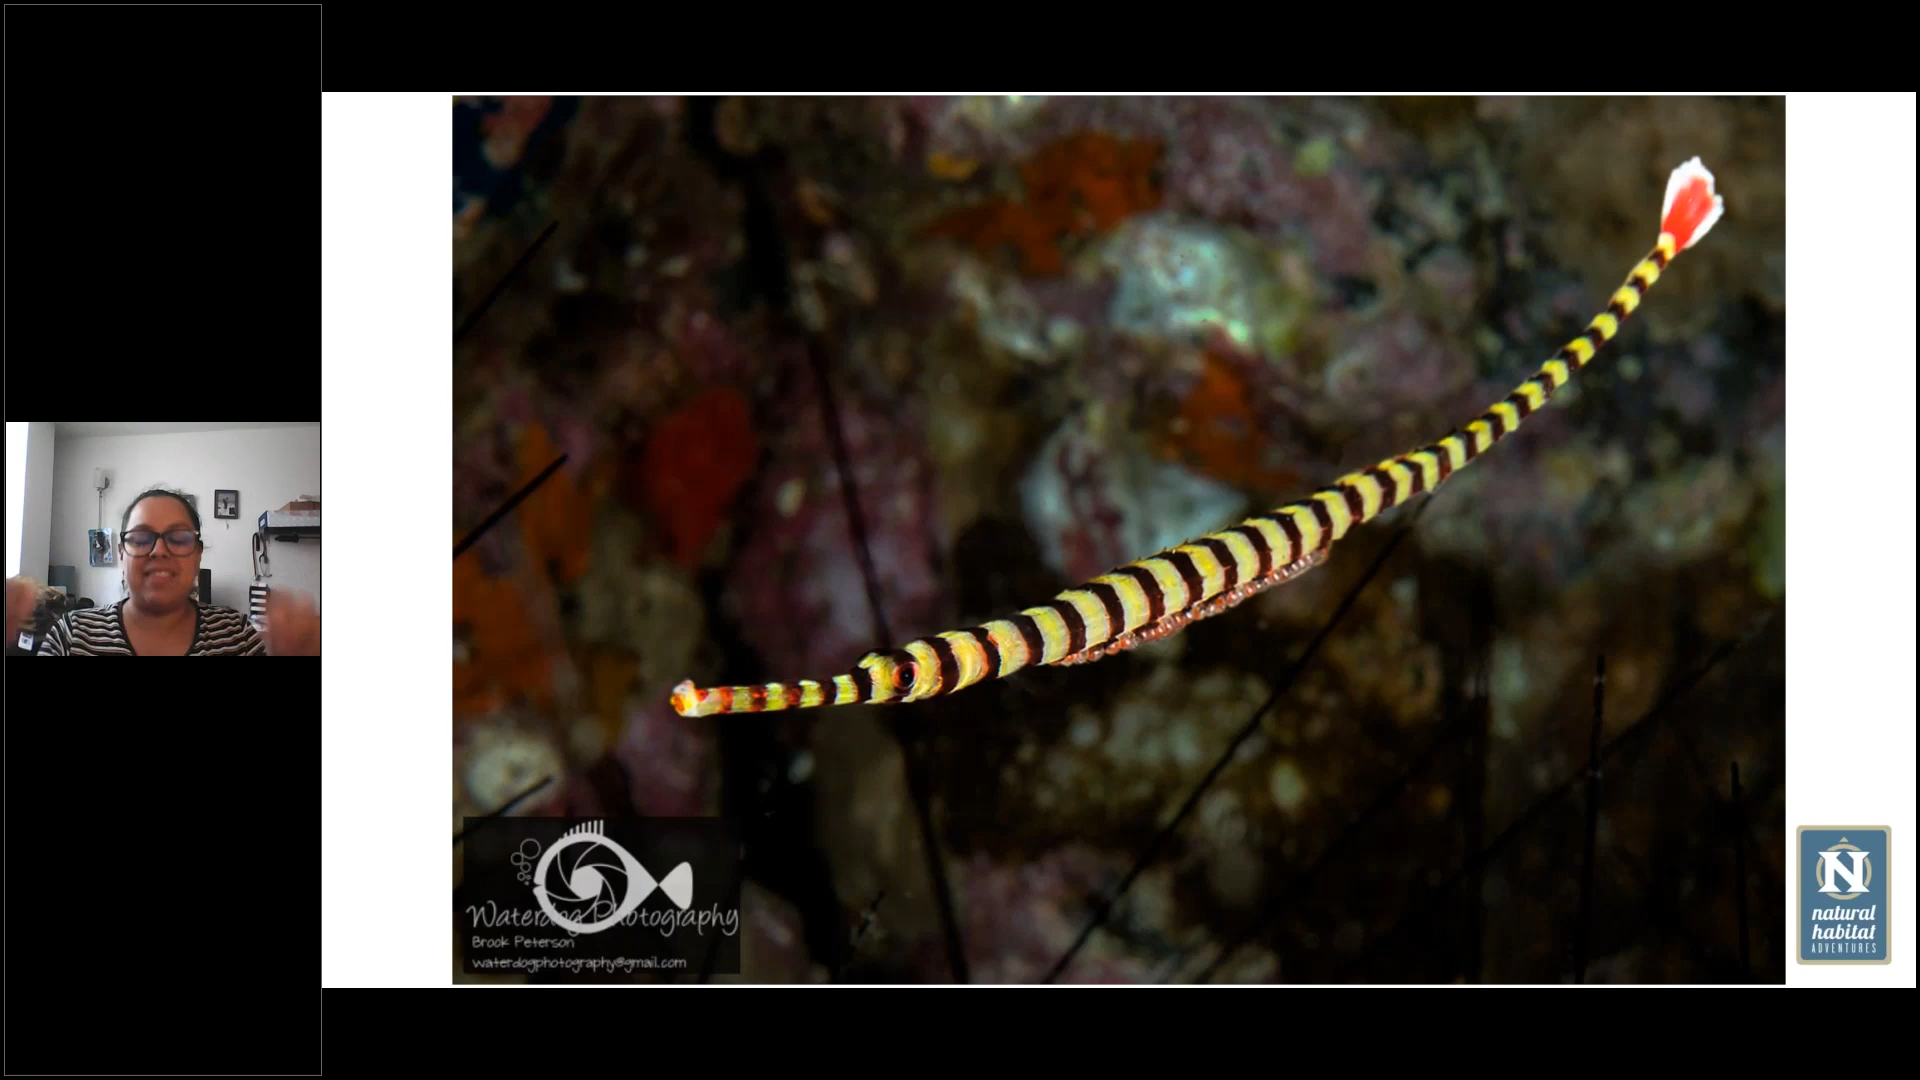 Waterdog Photography
Brook Peterson
waterdogphotography@gmail.com
N
natural
habitat
ADVENTURES